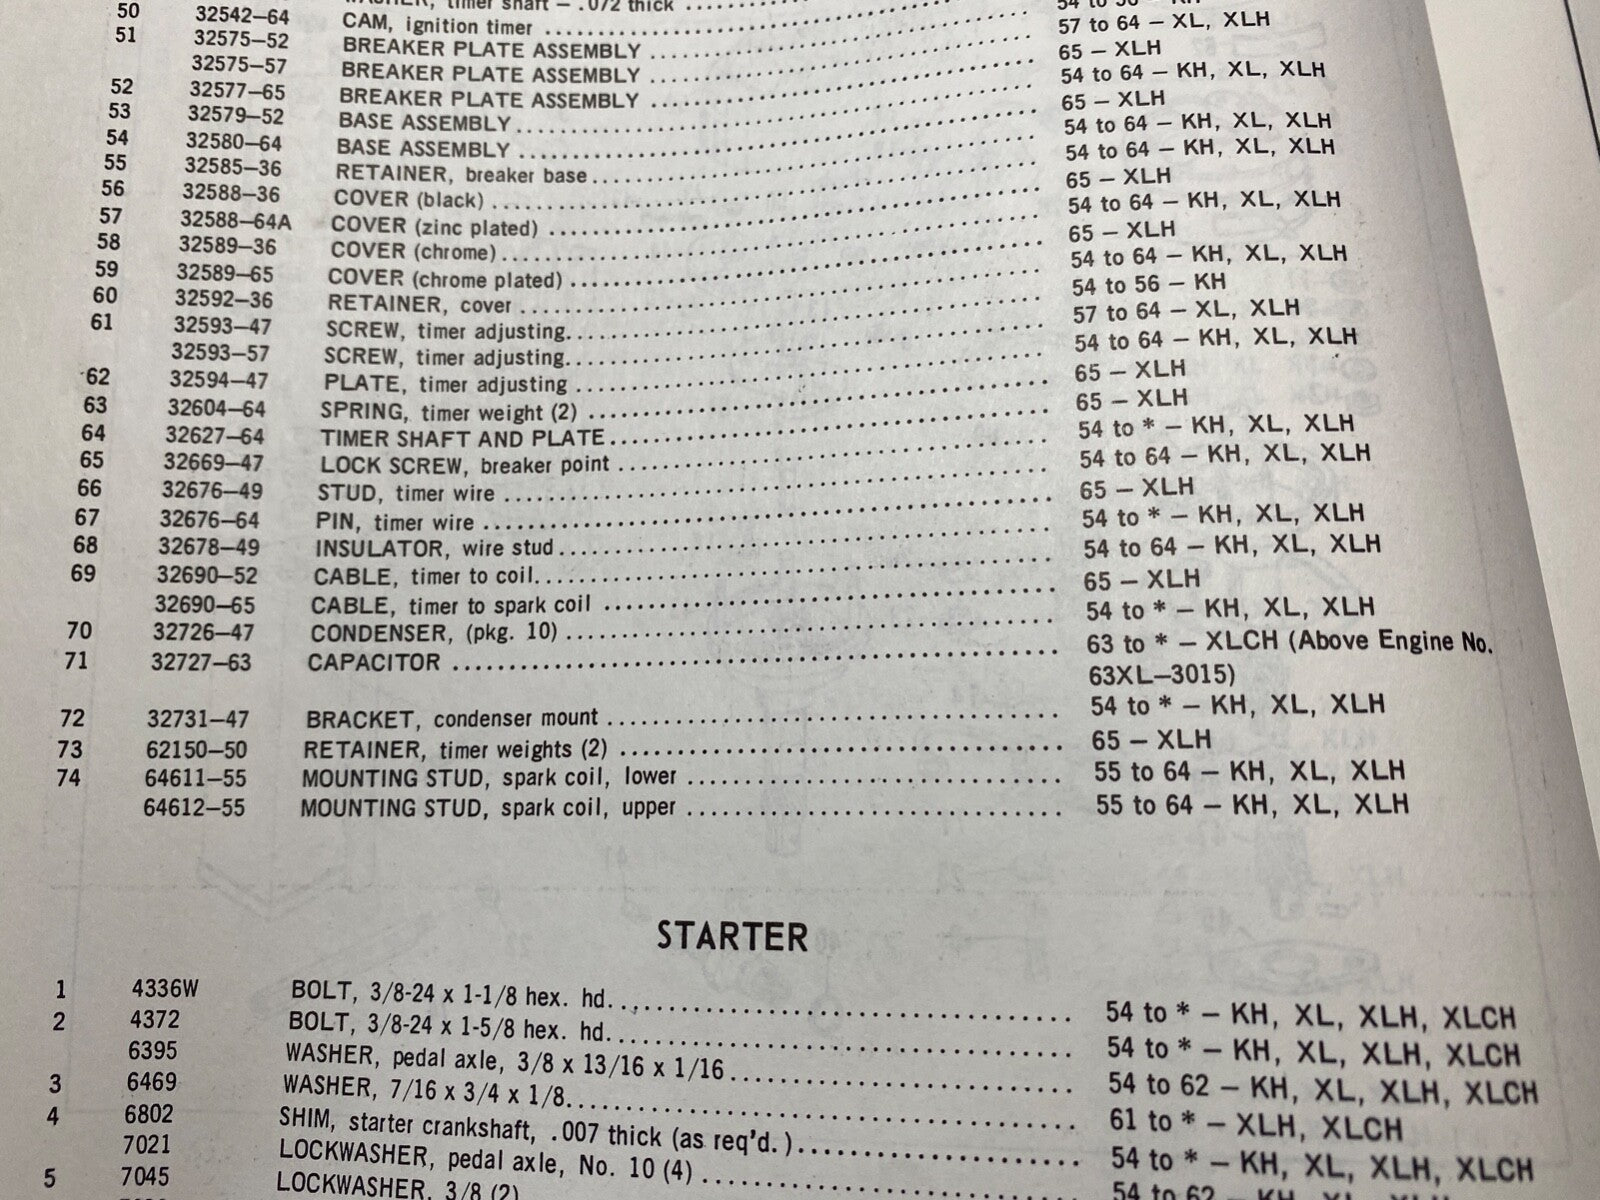 WASHER, timer shaft – .072 thick
50 32542–64 CAM, ignition timer
51 32575–52 BREAKER PLATE ASSEMBLY 54 to 56 – KH
32575–57 BREAKER PLATE ASSEMBLY 57 to 64 – XL, XLH
52 32577–65 BREAKER PLATE ASSEMBLY 65 – XLH
53 32579–52 BASE ASSEMBLY 54 to 64 – KH, XL, XLH
54 32580–64 BASE ASSEMBLY 65 – XLH
55 32585–36 RETAINER, breaker base 54 to 64 – KH, XL, XLH
56 32588–36 COVER (black) 54 to 64 – KH, XL, XLH
57 32588–64A COVER (zinc plated) 65 – XLH
58 32589–36 COVER (chrome) 54 to 64 – KH, XL, XLH
59 32589–65 COVER (chrome plated) 65 – XLH
60 32592–36 RETAINER, cover 54 to 64 – KH, XL, XLH
61 32593–47 SCREW, timer adjusting 54 to 56 – KH
32593–57 SCREW, timer adjusting 57 to 64 – XL, XLH
62 32594–47 PLATE, timer adjusting 54 to 64 – KH, XL, XLH
63 32604–64 SPRING, timer weight (2) 65 – XLH
64 32627–64 TIMER SHAFT AND PLATE 65 – XLH
65 32669–47 LOCK SCREW, breaker point 54 to * – KH, XL, XLH
66 32676–49 STUD, timer wire 54 to 64 – KH, XL, XLH
67 32676–64 PIN, timer wire 65 – XLH
68 32678–49 INSULATOR, wire stud 54 to * – KH, XL, XLH
69 32690–52 CABLE, timer to coil 54 to 64 – KH, XL, XLH
32690–65 CABLE, timer to spark coil 65 – XLH
70 32726–47 CONDENSER, (pkg. 10) 54 to * – KH, XL, XLH
71 32727–63 CAPACITOR 63 to * – XLCH (Above Engine No.
63XL–3015)
72 32731–47 BRACKET, condenser mount 54 to * – KH, XL, XLH
73 62150–50 RETAINER, timer weights (2) 65 – XLH
74 64611–55 MOUNTING STUD, spark coil, lower 55 to 64 – KH, XL, XLH
64612–55 MOUNTING STUD, spark coil, upper 55 to 64 – KH, XL, XLH
STARTER
1 4336W BOLT, 3/8-24 x 1-1/8 hex. hd. 54 to * – KH, XL, XLH, XLCH
2 4372 BOLT, 3/8-24 x 1-5/8 hex. hd. 54 to * – KH, XL, XLH, XLCH
6395 WASHER, pedal axle, 3/8 x 13/16 x 1/16 54 to 62 – KH, XL, XLH, XLCH
3 6469 WASHER, 7/16 x 3/4 x 1/8 61 to * – XLH, XLCH
4 6802 SHIM, starter crankshaft, .007 thick (as req'd.) 54 to * – KH, XL, XLH, XLCH
7021 LOCKWASHER, pedal axle, No. 10 (4) 54 to 62 – KH, XL, XLH
5 7045 LOCKWASHER, 3/8 (2)